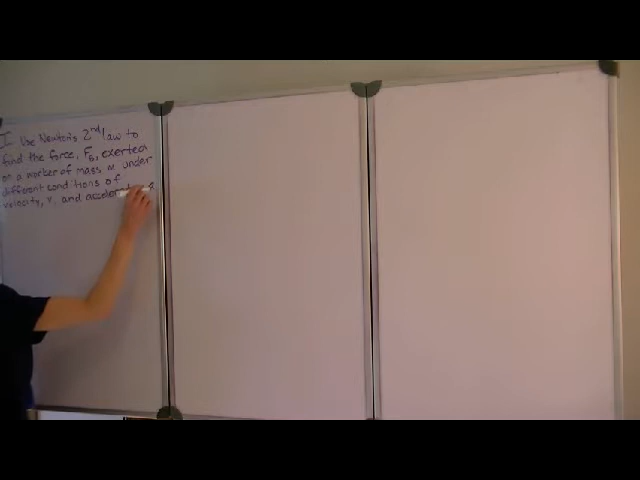 I Use Newton's 2nd law to
find the force, F_s, exerted
on a worker of mass m under
different conditions of
velocity, v, and